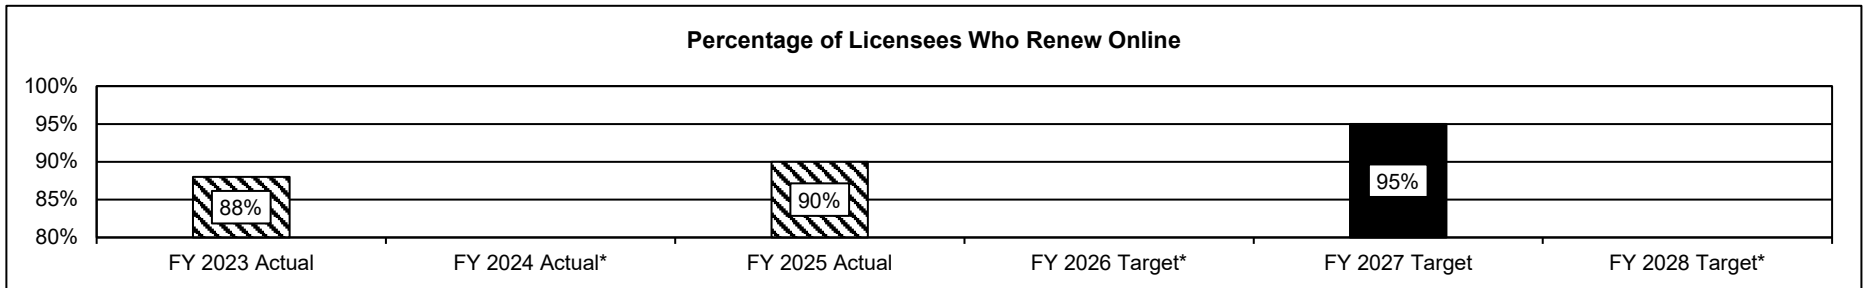 Percentage of Licensees Who Renew Online
100%
95%
90%
85%
80%
88%
90%
95%
FY 2023 Actual
FY 2024 Actual*
FY 2025 Actual
FY 2026 Target*
FY 2027 Target
FY 2028 Target*